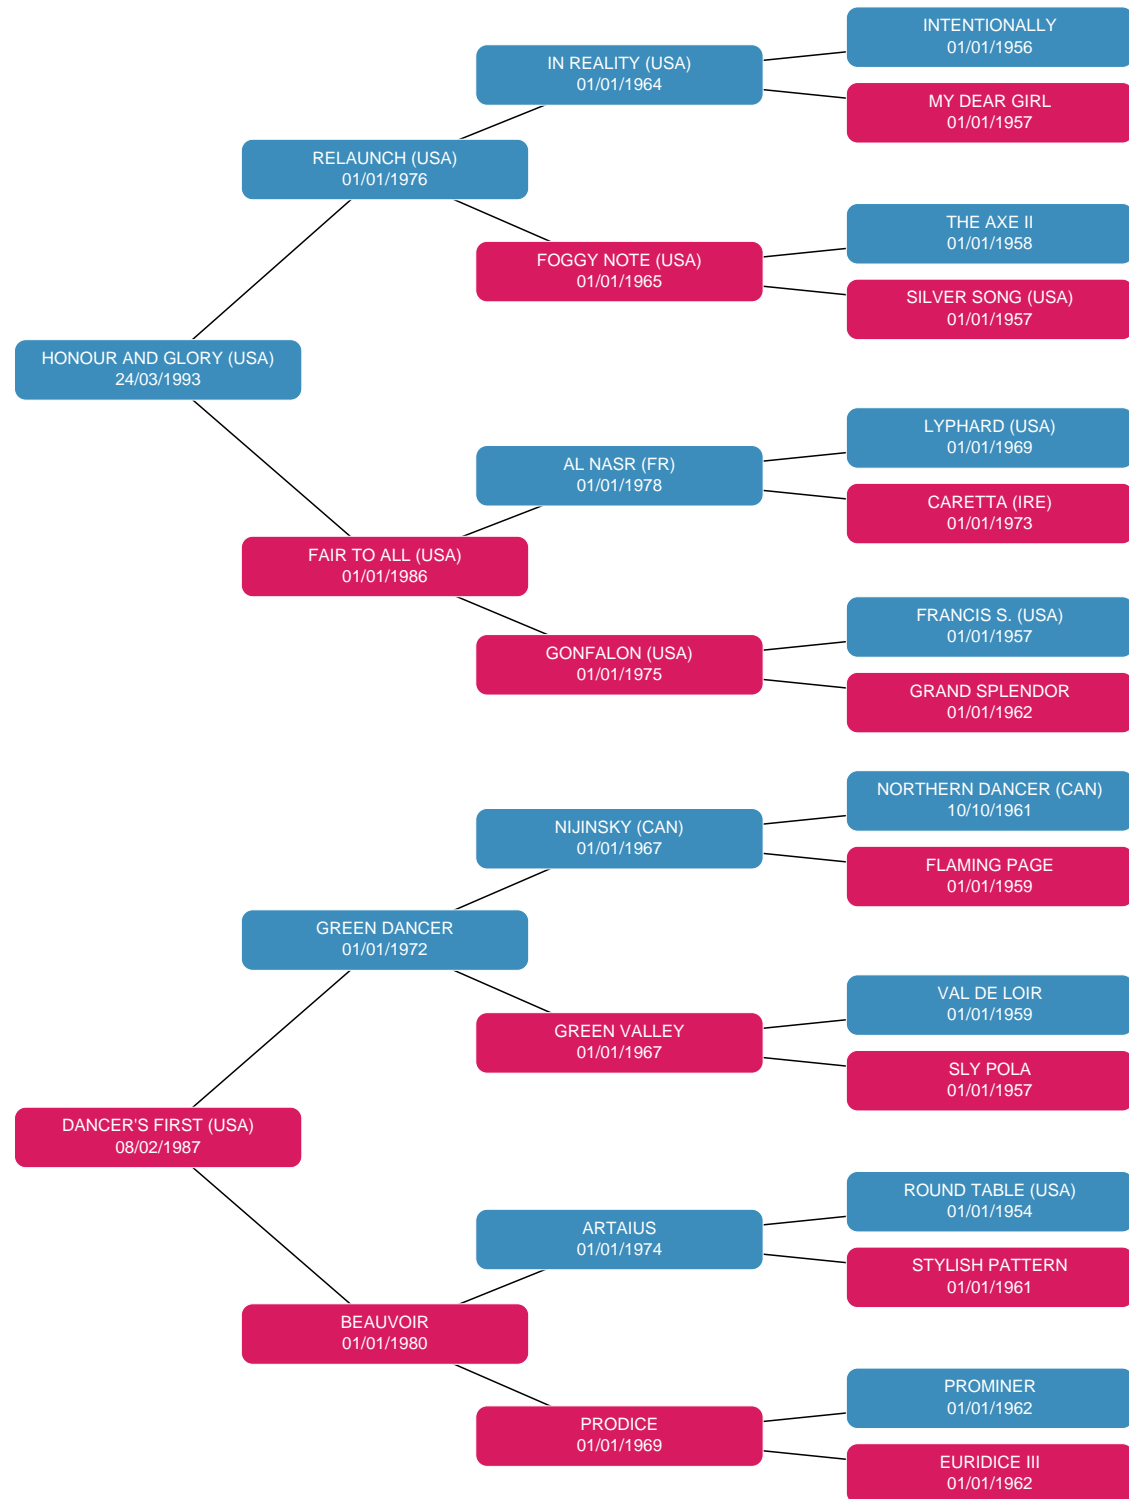 INTENTIONALLY
01/01/1956
IN REALITY (USA)
01/01/1964
MY DEAR GIRL
01/01/1957
RELAUNCH (USA)
01/01/1976
THE AXE II
01/01/1958
FOGGY NOTE (USA)
01/01/1965
SILVER SONG (USA)
01/01/1957
HONOUR AND GLORY (USA)
24/03/1993
LYPHARD (USA)
01/01/1969
AL NASR (FR)
01/01/1978
CARETTA (IRE)
01/01/1973
FAIR TO ALL (USA)
01/01/1986
FRANCIS S. (USA)
01/01/1957
GONFALON (USA)
01/01/1975
GRAND SPLENDOR
01/01/1962
NORTHERN DANCER (CAN)
10/10/1961
NIJINSKY (CAN)
01/01/1967
FLAMING PAGE
01/01/1959
GREEN DANCER
01/01/1972
VAL DE LOIR
01/01/1959
GREEN VALLEY
01/01/1967
SLY POLA
01/01/1957
DANCER'S FIRST (USA)
08/02/1987
ROUND TABLE (USA)
01/01/1954
ARTAIUS
01/01/1974
STYLISH PATTERN
01/01/1961
BEAUVOIR
01/01/1980
PROMINER
01/01/1962
PRODICE
01/01/1969
EURIDICE III
01/01/1962